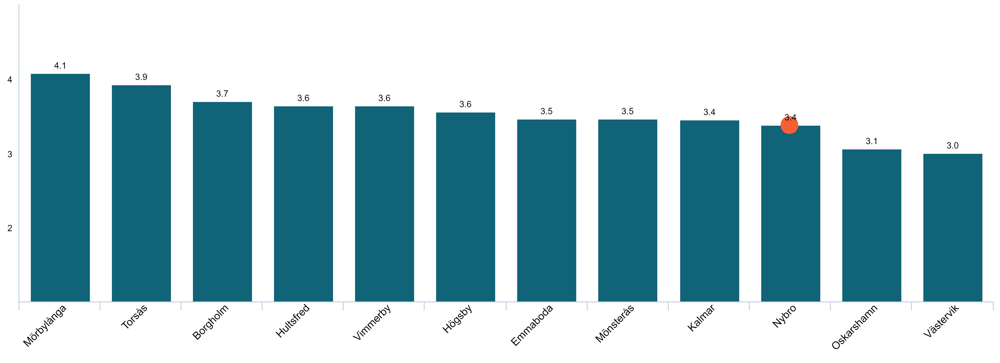 4.1
3.9
3.7
3.6
3.6
3.6
3.5
3.5
3.4
3.4
3.1
3.0
4
3
2
Mörbylånga
Torsås
Borgholm
Hultsfred
Vimmerby
Högsby
Emmaboda
Mönsterås
Kalmar
Nybro
Oskarshamn
Västervik